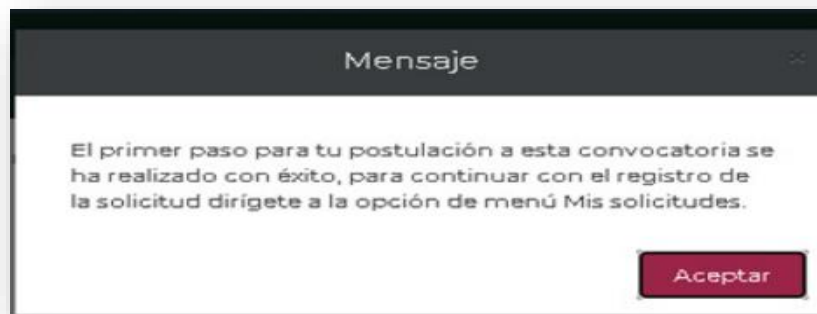 Mensaje
El primer paso para tu postulación a esta convocatoria se
ha realizado con éxito, para continuar con el registro de
la solicitud dirígete a la opción de menú Mis solicitudes.
Aceptar